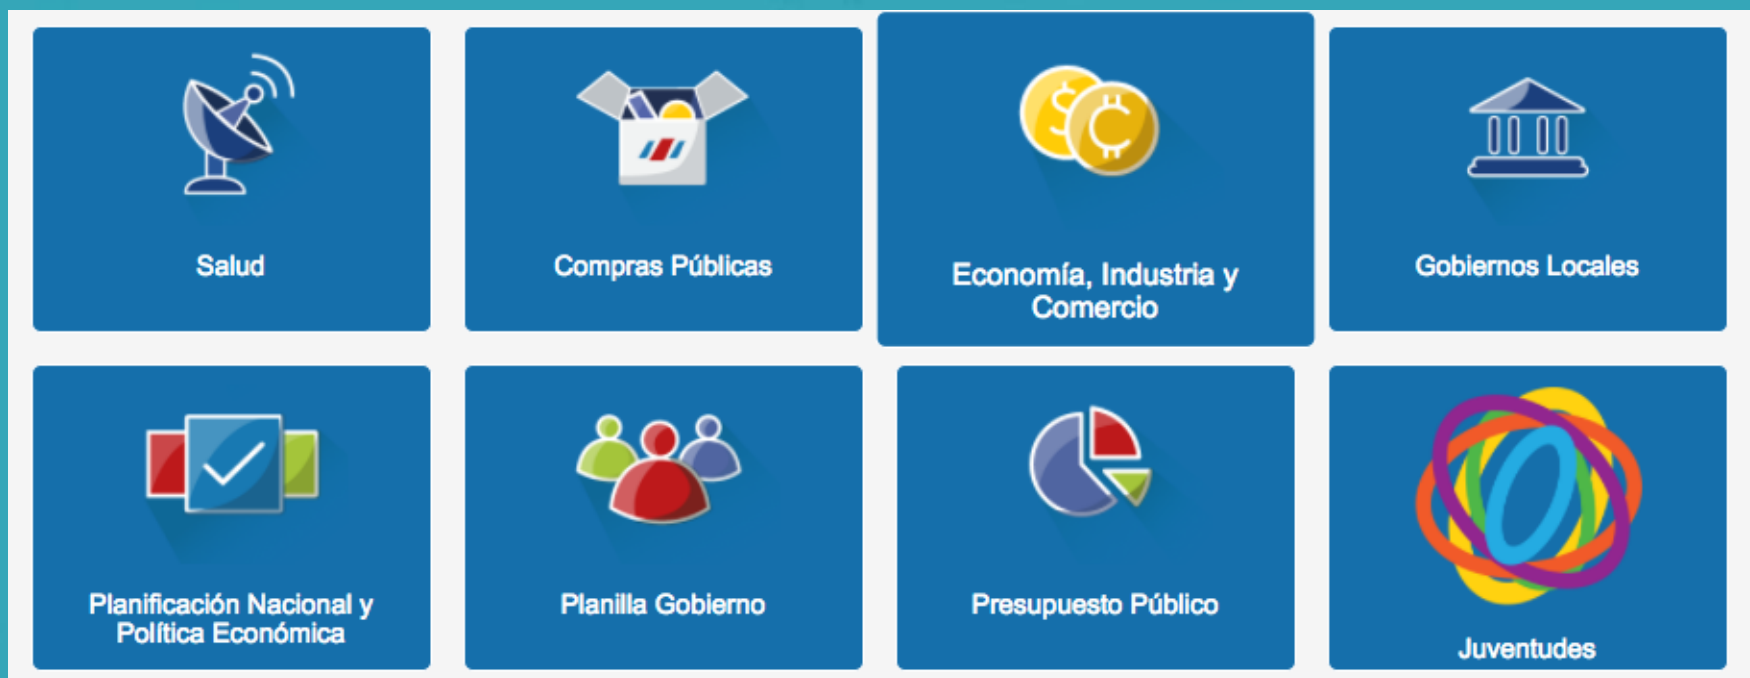 Salud
Compras Públicas
Economía, Industria y
Comercio
Gobiernos Locales
Planificación Nacional y
Política Económica
Planilla Gobierno
Presupuesto Público
Juventudes